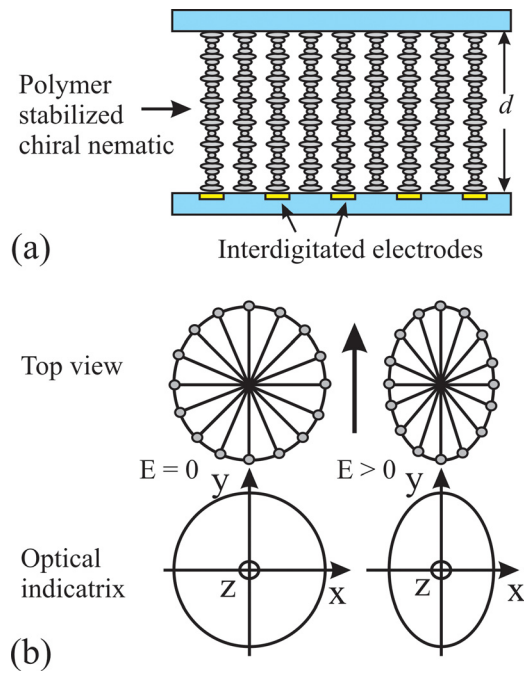 Polymer
stabilized
chiral nematic
d
Interdigitated electrodes
(a)
Top view
E = 0
E > 0
y
y
Optical
indicatrix
z
x
z
x
(b)